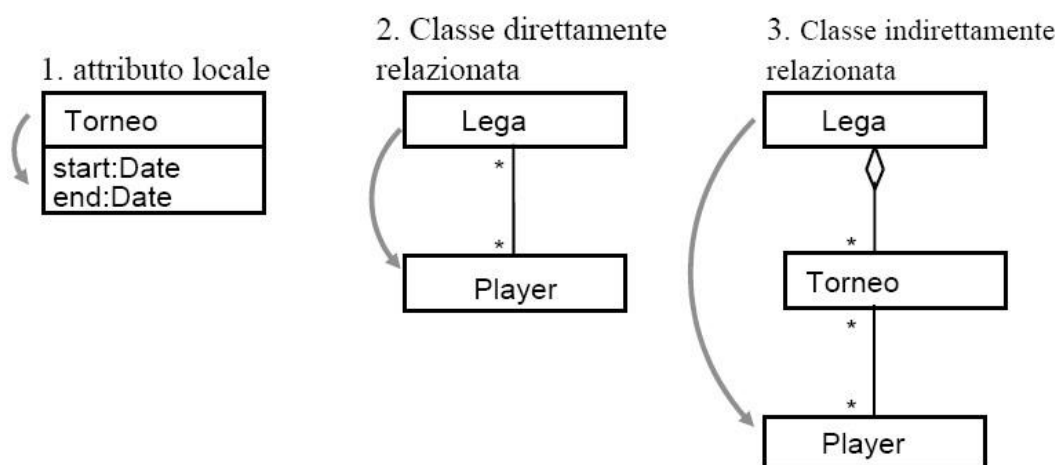 1. attributo locale
Torneo
start:Date
end:Date
2. Classe direttamente
relazionata
Lega
*
*
Player
3. Classe indirettamente
relazionata
Lega
*
Torneo
*
*
Player